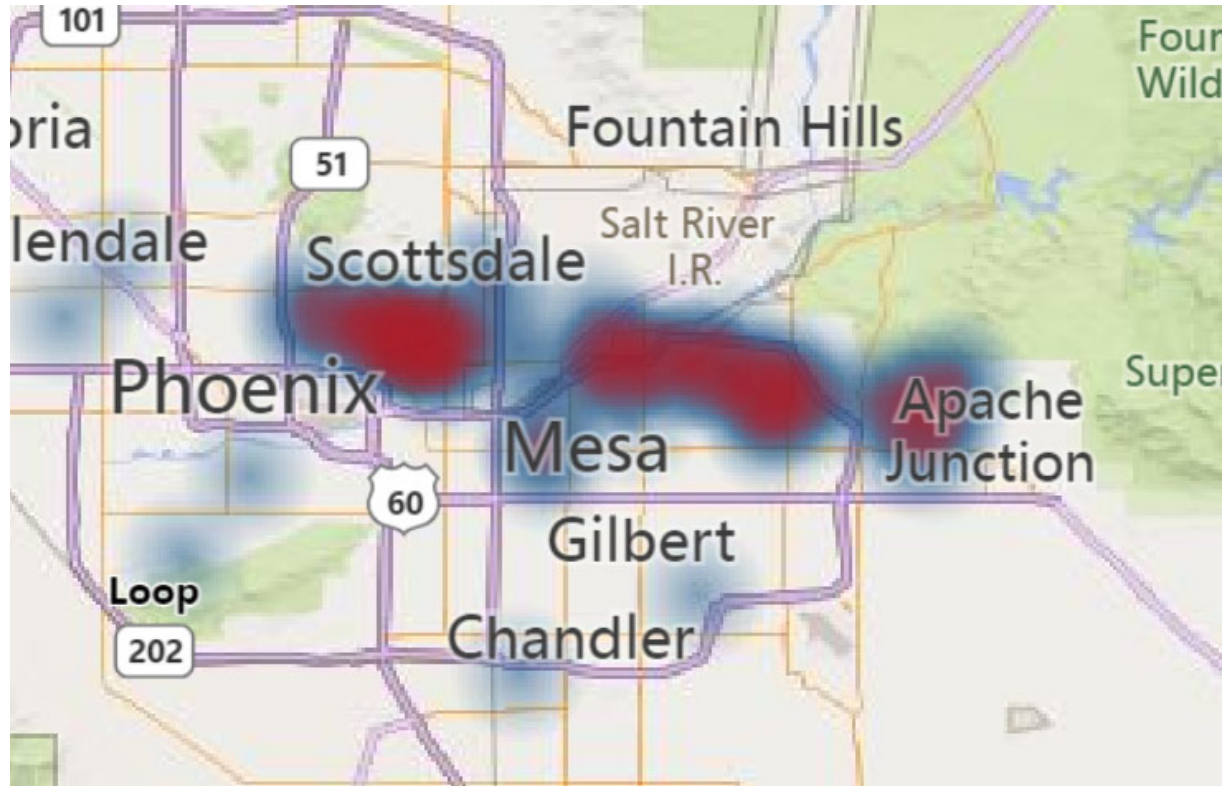 101
oria
51
Fountain Hills
Four
Wild
lendale
Scottsdale
Salt River
I.R.
Phoenix
Mesa
Apache
Junction
Super
60
Gilbert
Loop
202
Chandler